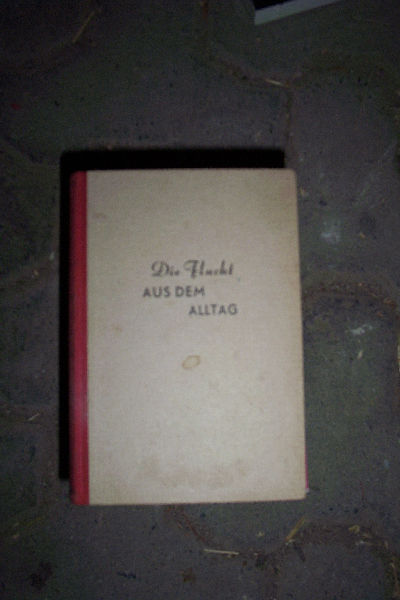 Die Flucht
AUS DEM
ALLTAG